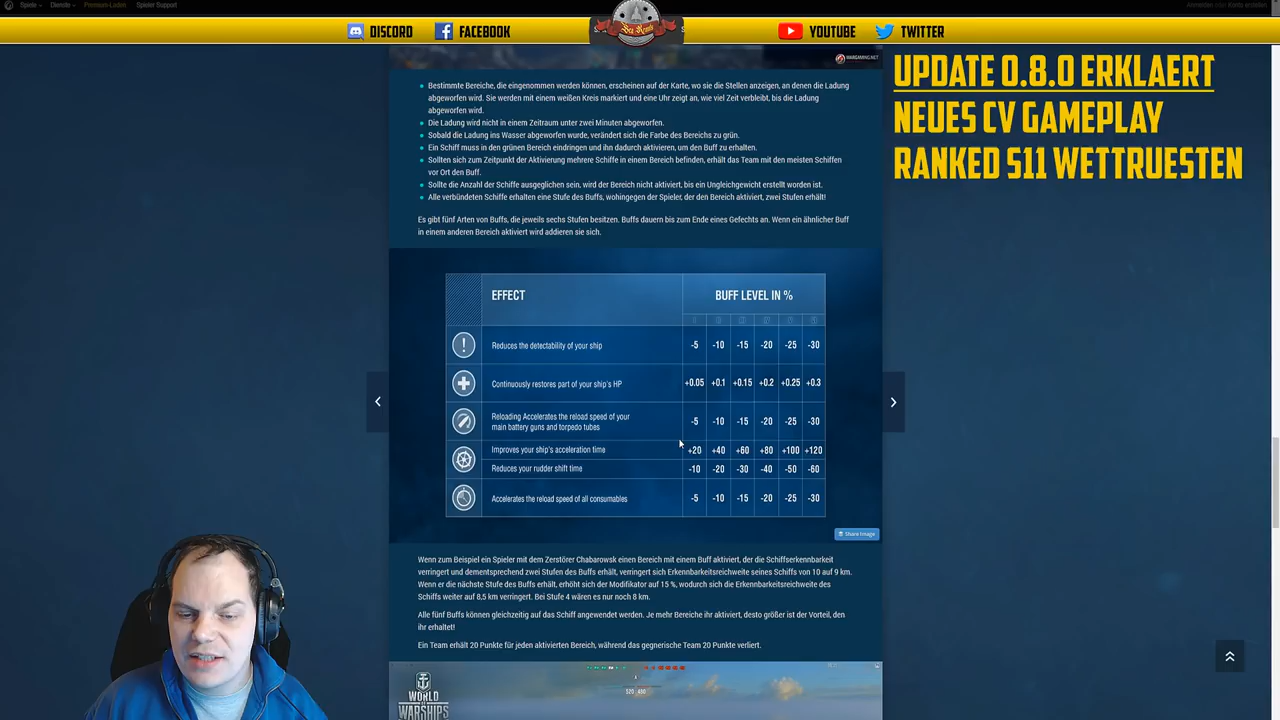 Spiele
Dienste
Premium-Laden
Spieler Support
Anmelden oder Konto erstellen
DISCORD
FACEBOOK
YOUTUBE
TWITTER
WARGAMING.NET
UPDATE 0.8.0 ERKLAERT
NEUES CV GAMEPLAY
RANKED S11 WETTRUESTEN
Bestimmte Bereiche, die eingenommen werden können, erscheinen auf der Karte, wo sie die Stellen anzeigen, an denen die Ladung
abgeworfen wird. Sie werden mit einem weißen Kreis markiert und eine Uhr zeigt an, wie viel Zeit verbleibt, bis die Ladung
abgeworfen wird.
Die Ladung wird nicht in einem Zeitraum unter zwei Minuten abgeworfen.
Sobald die Ladung ins Wasser abgeworfen wurde, verändert sich die Farbe des Bereichs zu grün.
Ein Schiff muss in den grünen Bereich eindringen und ihn dadurch aktivieren, um den Buff zu erhalten.
Sollten sich zum Zeitpunkt der Aktivierung mehrere Schiffe in einem Bereich befinden, erhält das Team mit den meisten Schiffen
vor Ort den Buff.
Sollte die Anzahl der Schiffe ausgeglichen sein, wird der Bereich nicht aktiviert, bis ein Ungleichgewicht erstellt worden ist.
Alle verbündeten Schiffe erhalten eine Stufe des Buffs, wohingegen der Spieler, der den Bereich aktiviert, zwei Stufen erhält!
Es gibt fünf Arten von Buffs, die jeweils sechs Stufen besitzen. Buffs dauern bis zum Ende eines Gefechts an. Wenn ein ähnlicher Buff
in einem anderen Bereich aktiviert wird addieren sie sich.
EFFECT BUFF LEVEL IN %
Reduces the detectability of your ship -5 -10 -15 -20 -25 -30
Continuously restores part of your ship's HP +0.05 +0.1 +0.15 +0.2 +0.25 +0.3
Reloading Accelerates the reload speed of your
main battery guns and torpedo tubes -5 -10 -15 -20 -25 -30
Improves your ship's acceleration time +20 +40 +60 +80 +100 +120
Reduces your rudder shift time -10 -20 -30 -40 -50 -60
Accelerates the reload speed of all consumables -5 -10 -15 -20 -25 -30
Share Image
Wenn zum Beispiel ein Spieler mit dem Zerstörer Chabarowsk einen Bereich mit einem Buff aktiviert, der die Schiffserkennbarkeit
verringert und dementsprechend zwei Stufen des Buffs erhält, verringert sich Erkennbarkeitsreichweite seines Schiffs von 10 auf 9 km.
Wenn er die nächste Stufe des Buffs erhält, erhöht sich der Modifikator auf 15 %, wodurch sich die Erkennbarkeitsreichweite des
Schiffs weiter auf 8,5 km verringert. Bei Stufe 4 wären es nur noch 8 km.
Alle fünf Buffs können gleichzeitig auf das Schiff angewendet werden. Je mehr Bereiche ihr aktiviert, desto größer ist der Vorteil, den
ihr erhaltet!
Ein Team erhält 20 Punkte für jeden aktivierten Bereich, während das gegnerische Team 20 Punkte verliert.
WORLD
OF
WARSHIPS